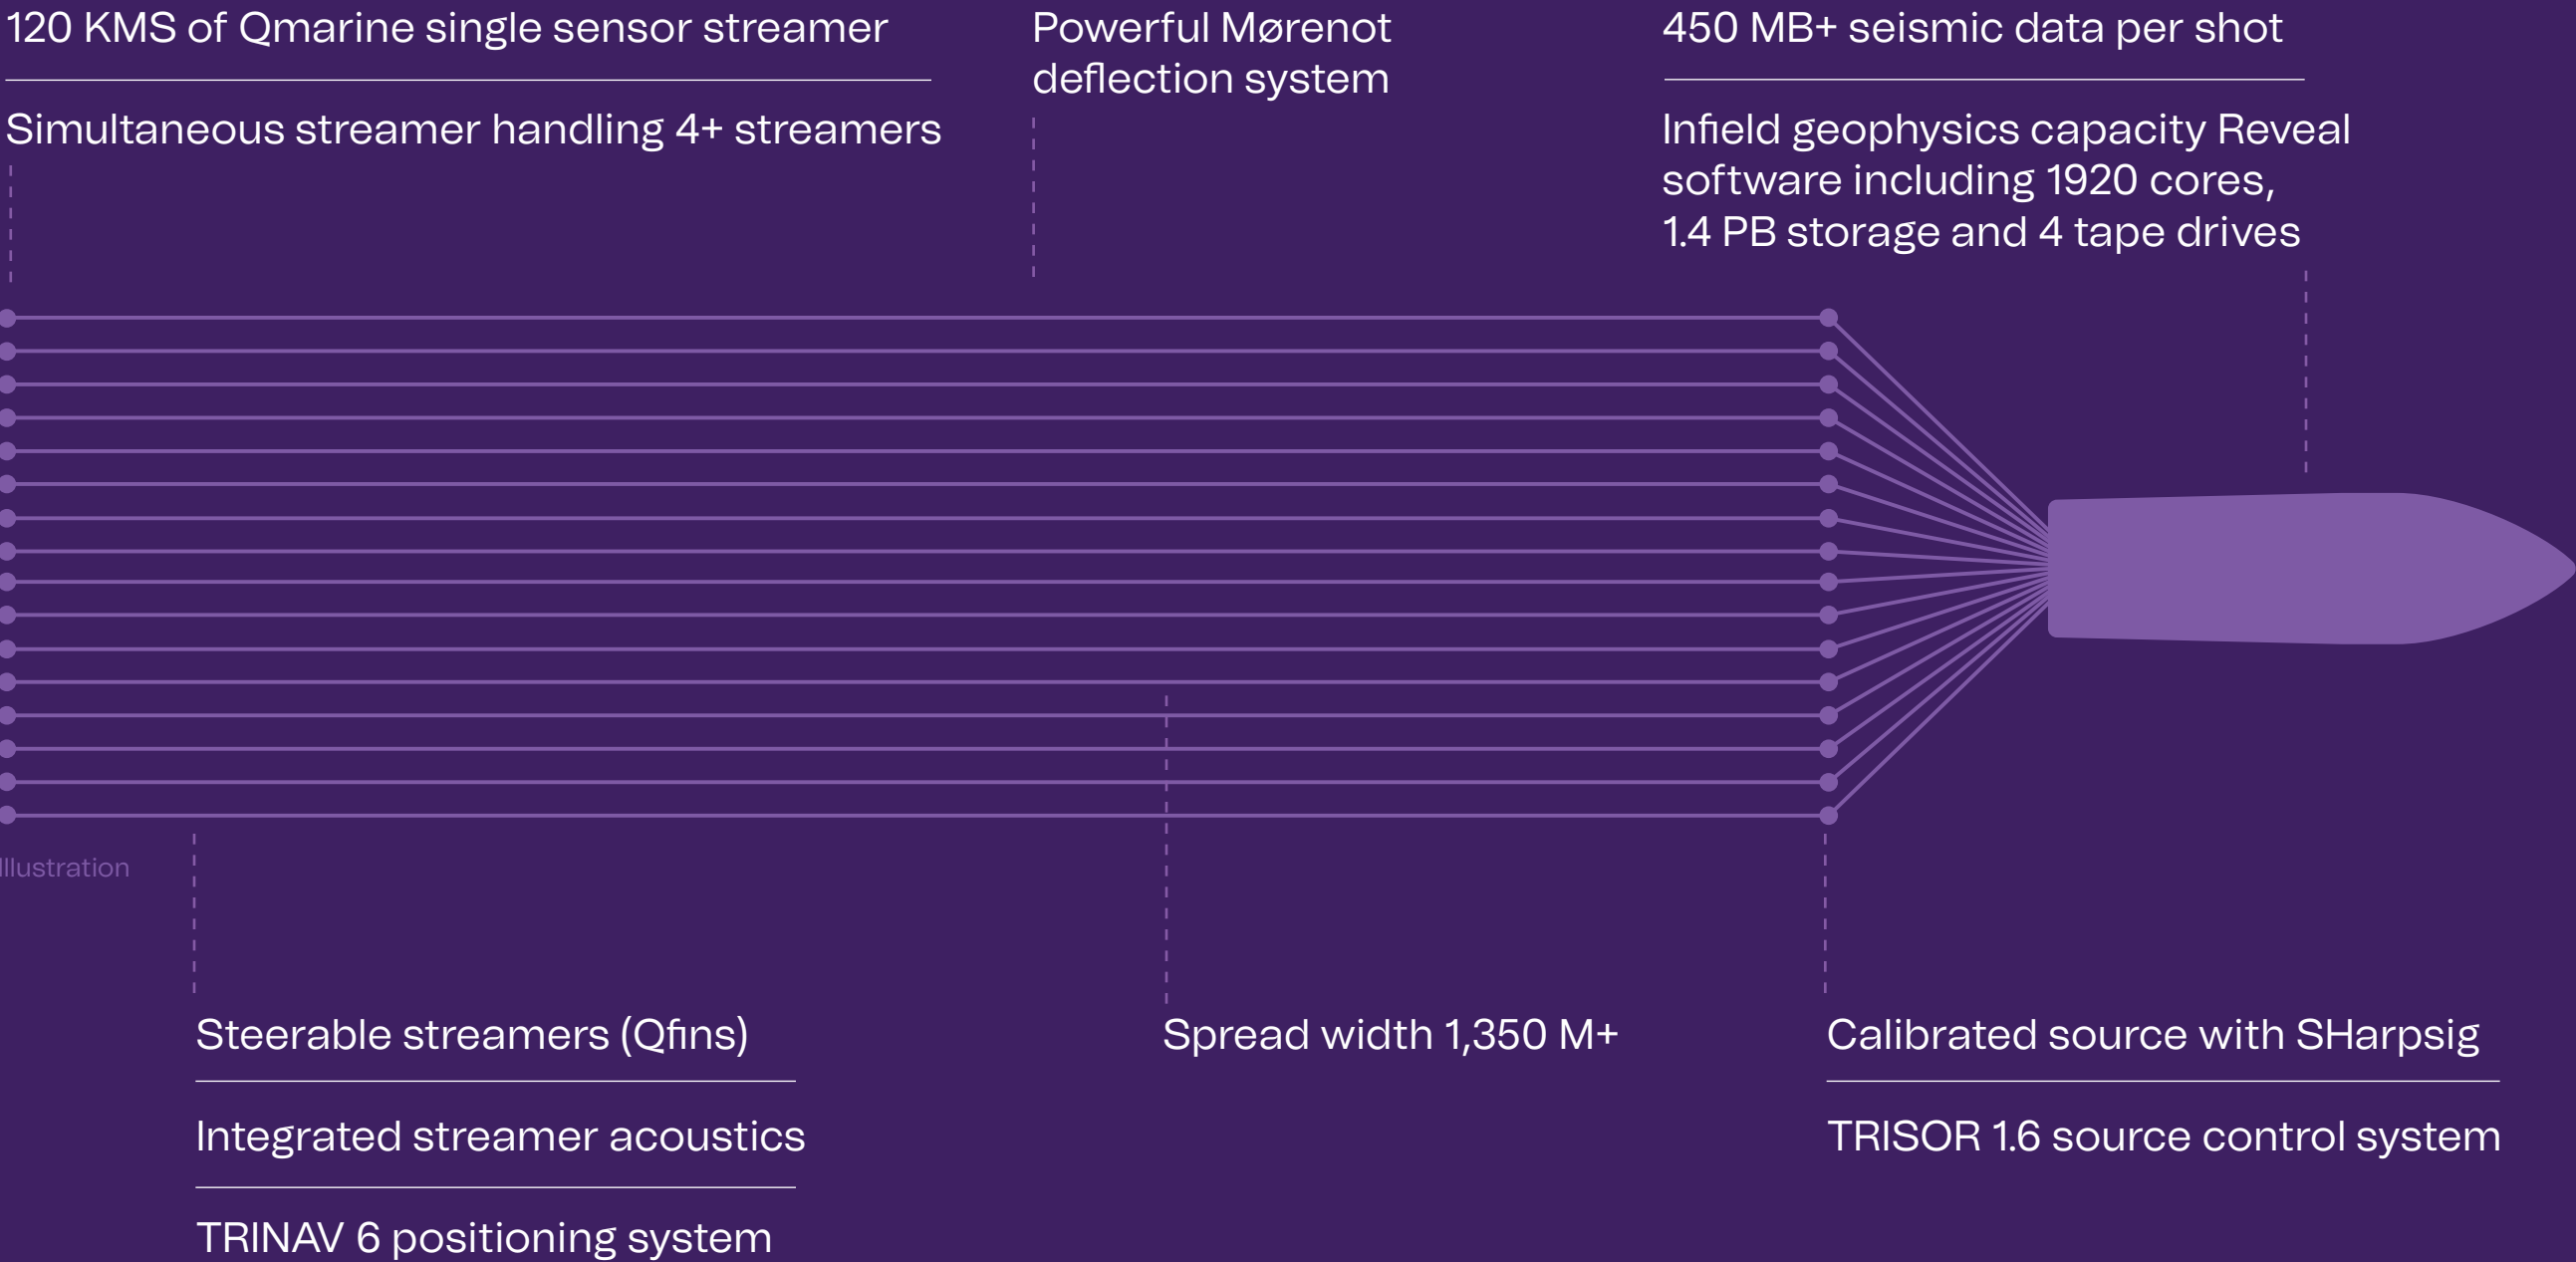 120 KMS of Qmarine single sensor streamer
Simultaneous streamer handling 4+ streamers
Powerful Mørenot
deflection system
450 MB+ seismic data per shot
Infield geophysics capacity Reveal
software including 1920 cores,
1.4 PB storage and 4 tape drives
Illustration
Steerable streamers (Qfins)
Integrated streamer acoustics
TRINAV 6 positioning system
Spread width 1,350 M+
Calibrated source with SHarpsig
TRISOR 1.6 source control system